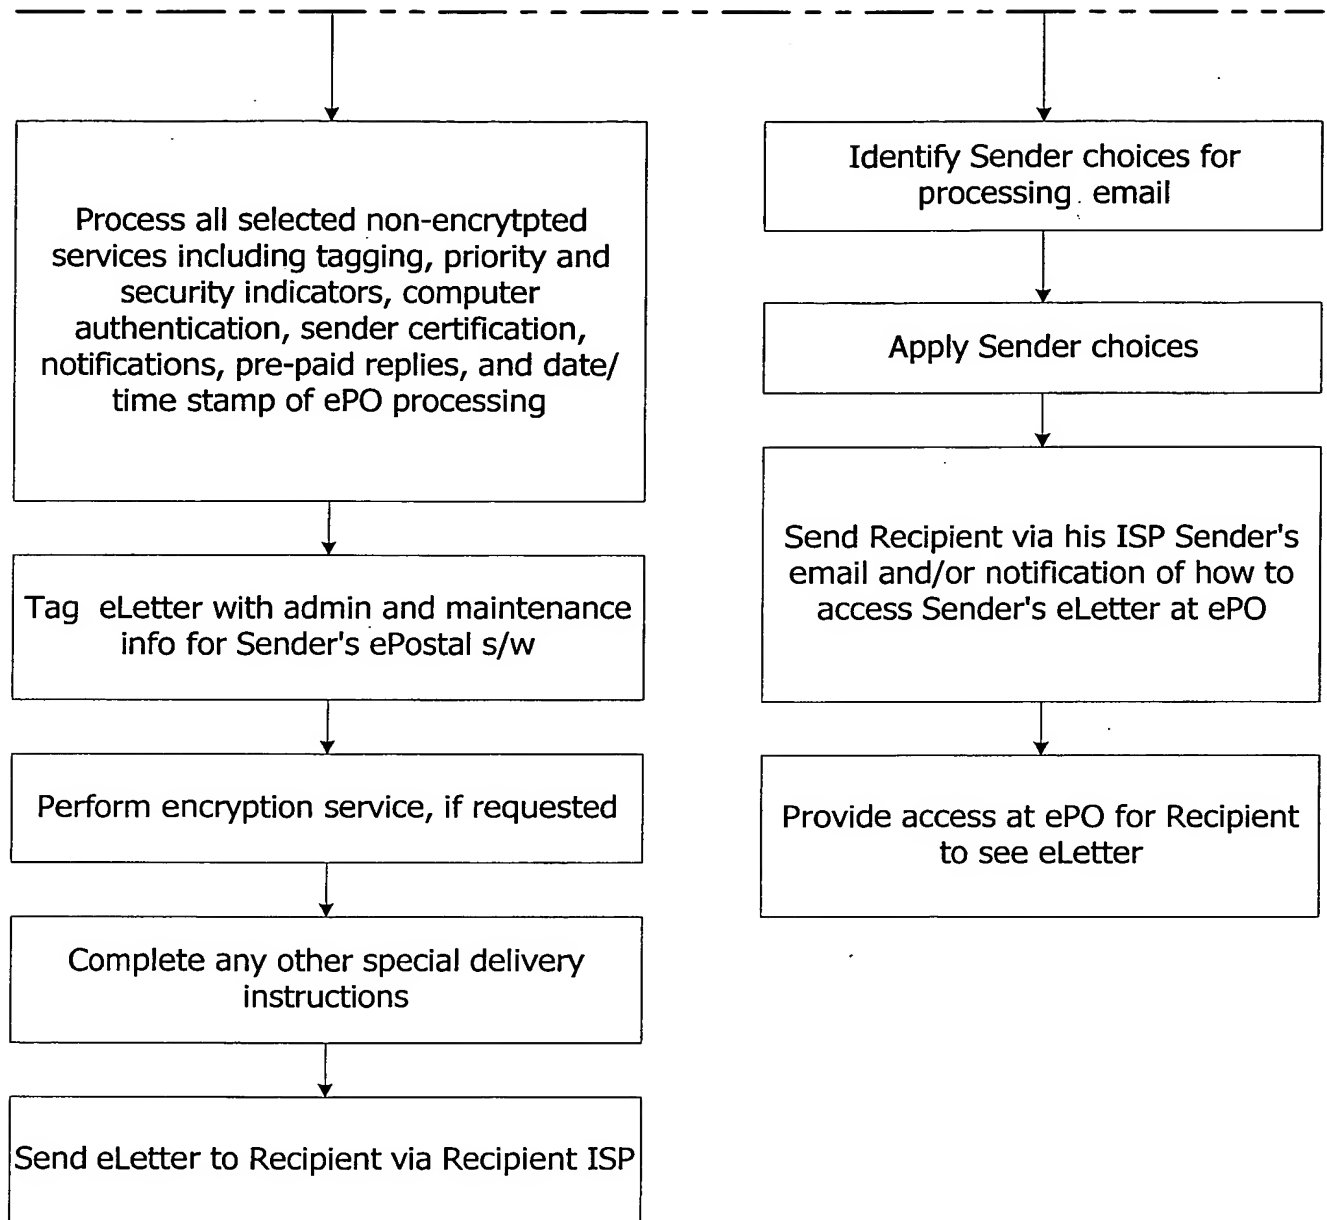 Process all selected non-encrytpted
services including tagging, priority and
security indicators, computer
authentication, sender certification,
notifications, pre-paid replies, and date/
time stamp of ePO processing
Tag eLetter with admin and maintenance
info for Sender's ePostal s/w
Perform encryption service, if requested
Complete any other special delivery
instructions
Send eLetter to Recipient via Recipient ISP
Identify Sender choices for
processing email
Apply Sender choices
Send Recipient via his ISP Sender's
email and/or notification of how to
access Sender's eLetter at ePO
Provide access at ePO for Recipient
to see eLetter